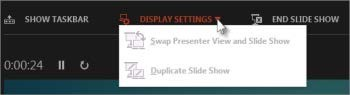 SHOW TASKBAR DISPLAY SETTINGS ▾ END SLIDE SHOW
Swap Presenter View and Slide Show
0:00:24
Duplicate Slide Show